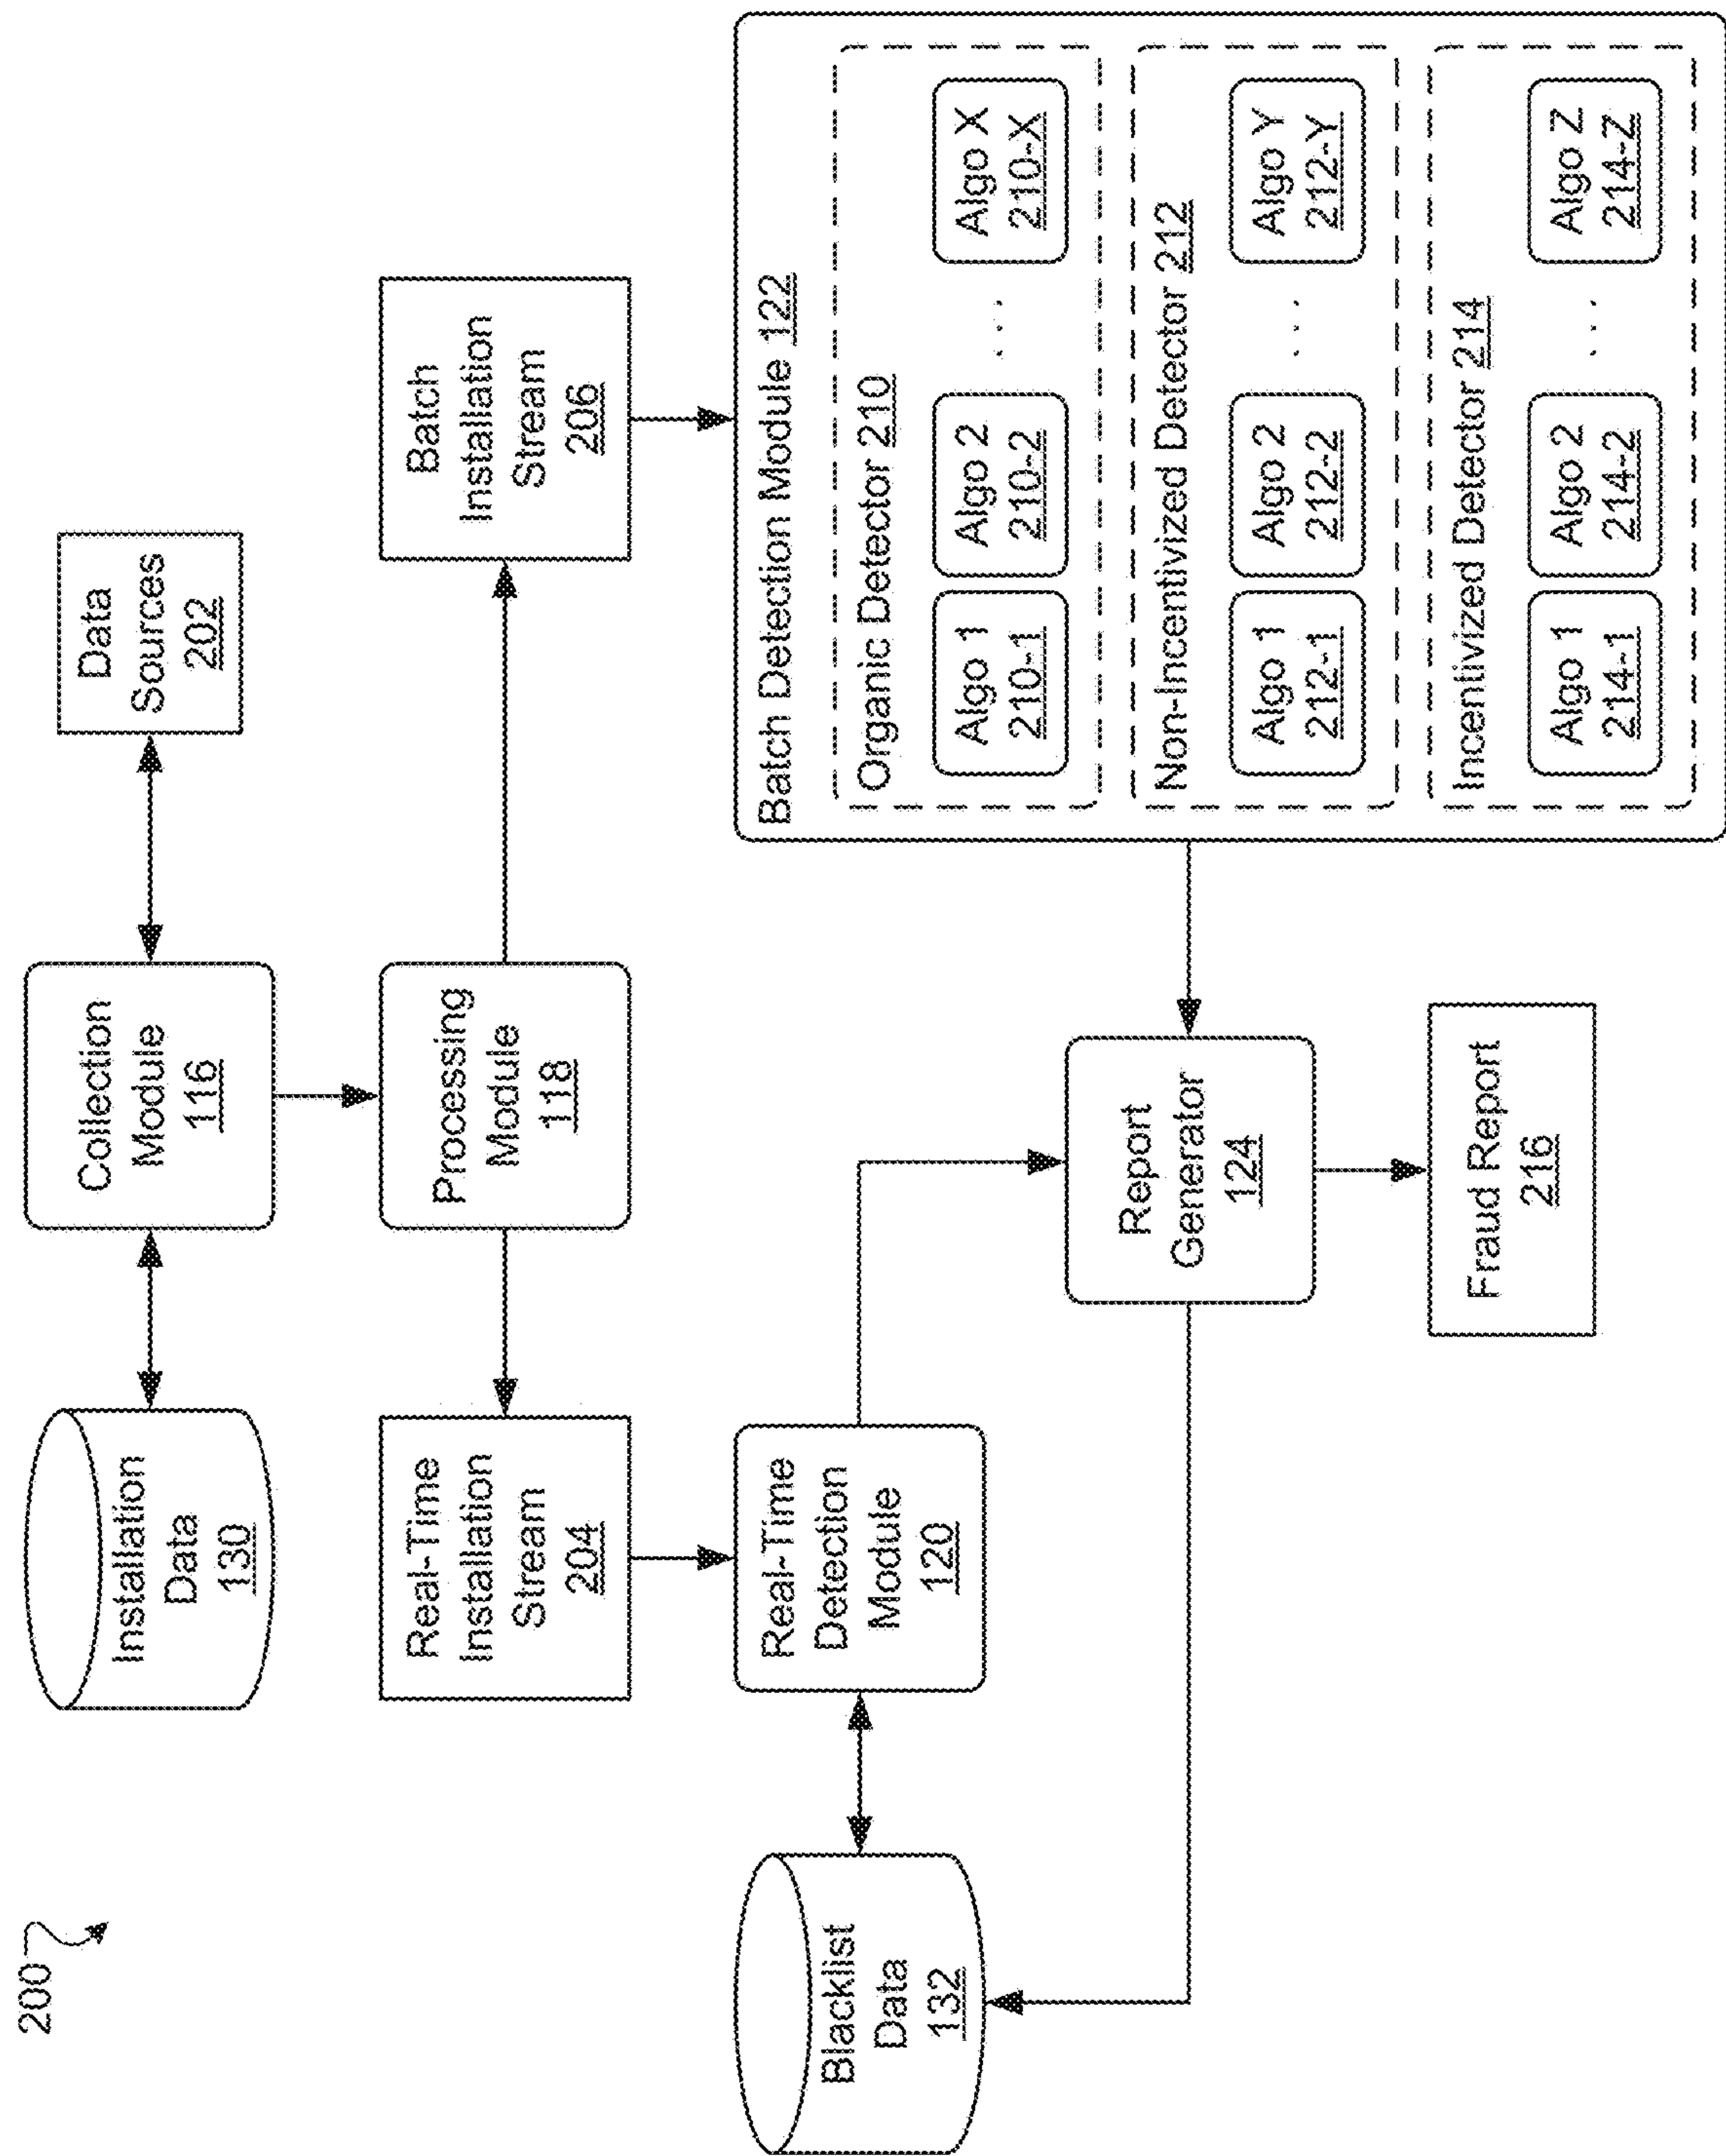 200
Installation
Data
130
Collection
Module
116
Data
Sources
202
Real-Time
Installation
Stream
204
Processing
Module
118
Batch
Installation
Stream
206
Blacklist
Data
132
Real-Time
Detection
Module
120
Report
Generator
124
Fraud Report
216
Batch Detection Module 122
Organic Detector 210
Algo 1
210-1
Algo 2
210-2
. . .
Algo X
210-X
Non-Incentivized Detector 212
Algo 1
212-1
Algo 2
212-2
. . .
Algo Y
212-Y
Incentivized Detector 214
Algo 1
214-1
Algo 2
214-2
. . .
Algo Z
214-Z